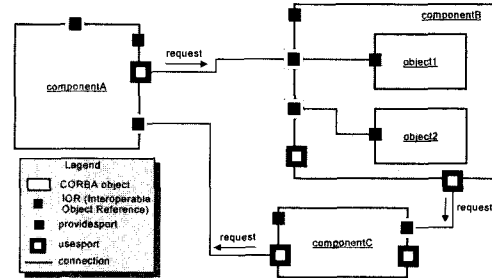 componentB
request
object1
componentA
object2
Legend
CORBA object
IOR (Interoperable
Object Reference)
providesport
usesport
connection
request
request
componentC